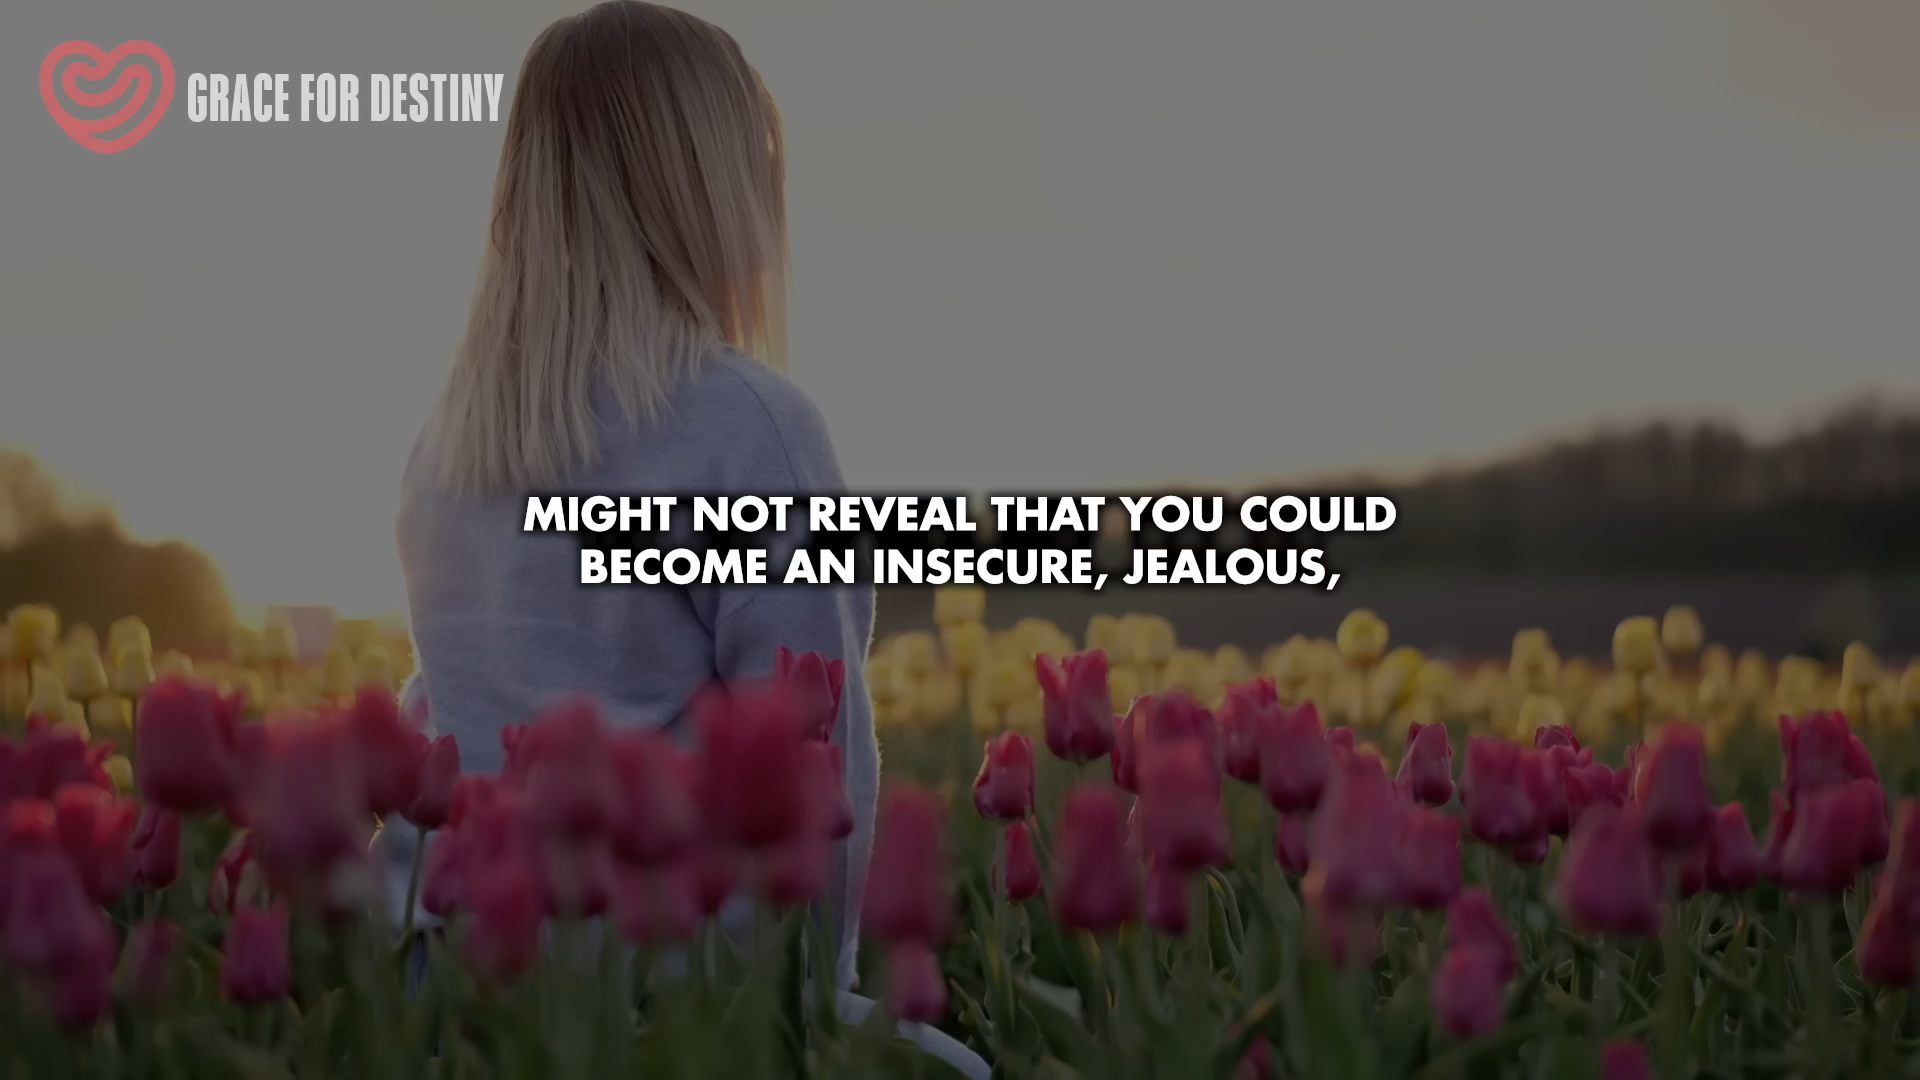 GRACE FOR DESTINY
MIGHT NOT REVEAL THAT YOU COULD
BECOME AN INSECURE, JEALOUS,